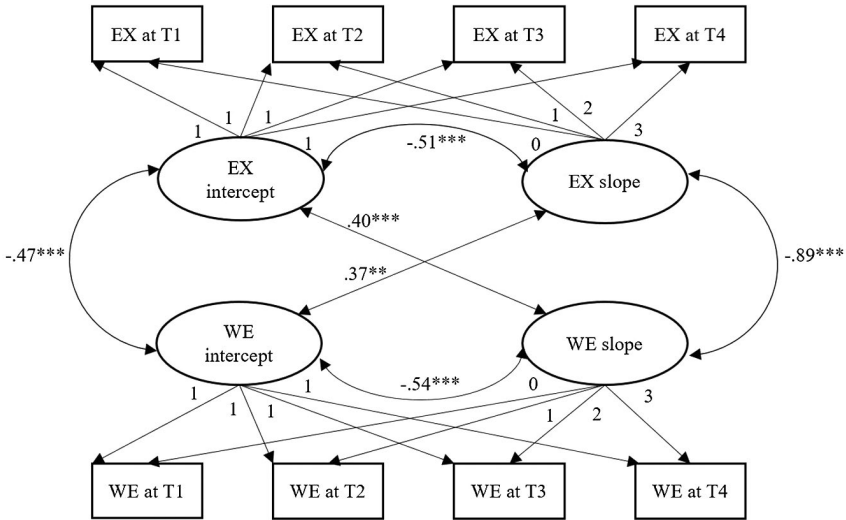 EX at T1
EX at T2
EX at T3
EX at T4
1
1
1
1
0
1
2
3
-.51***
EX
intercept
EX slope
.40***
-.47***
-.89***
.37**
WE
intercept
WE slope
-.54***
1
1
1
1
0
1
2
3
WE at T1
WE at T2
WE at T3
WE at T4